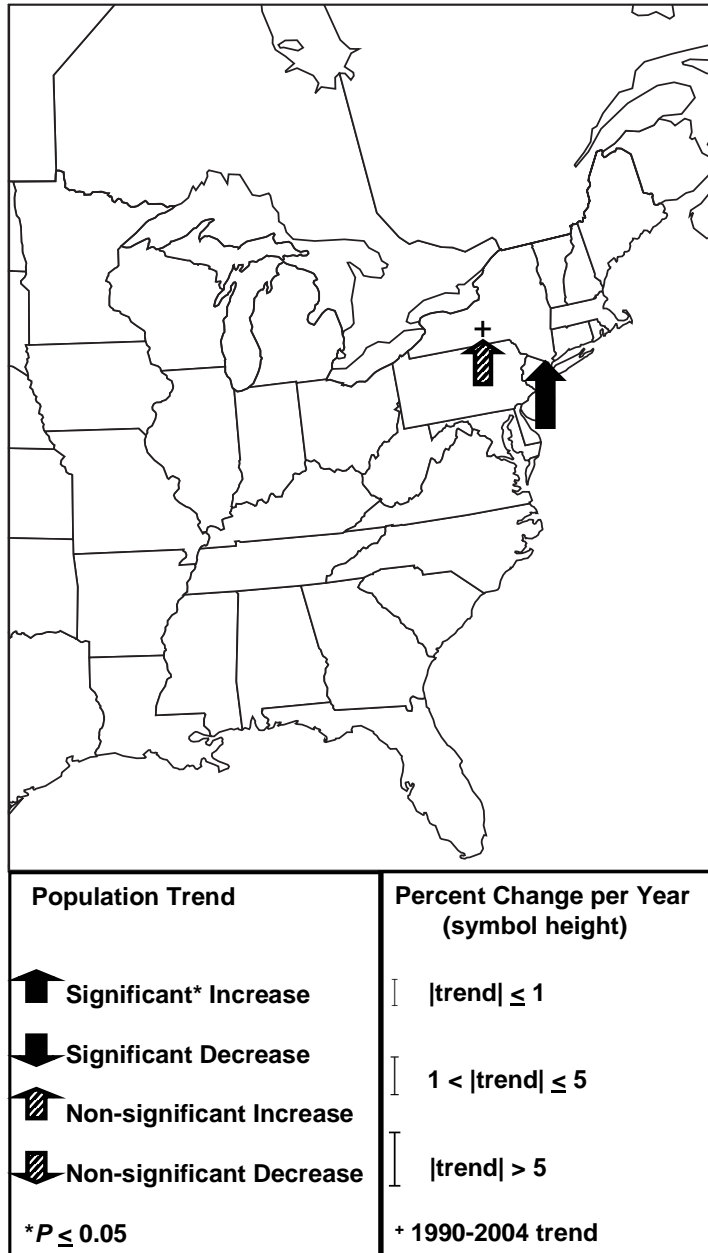 +
Population Trend
Significant* Increase
Significant Decrease
Non-significant Increase
Non-significant Decrease
*P ≤ 0.05
Percent Change per Year
(symbol height)
|trend| ≤ 1
1 < |trend| ≤ 5
|trend| > 5
+ 1990-2004 trend